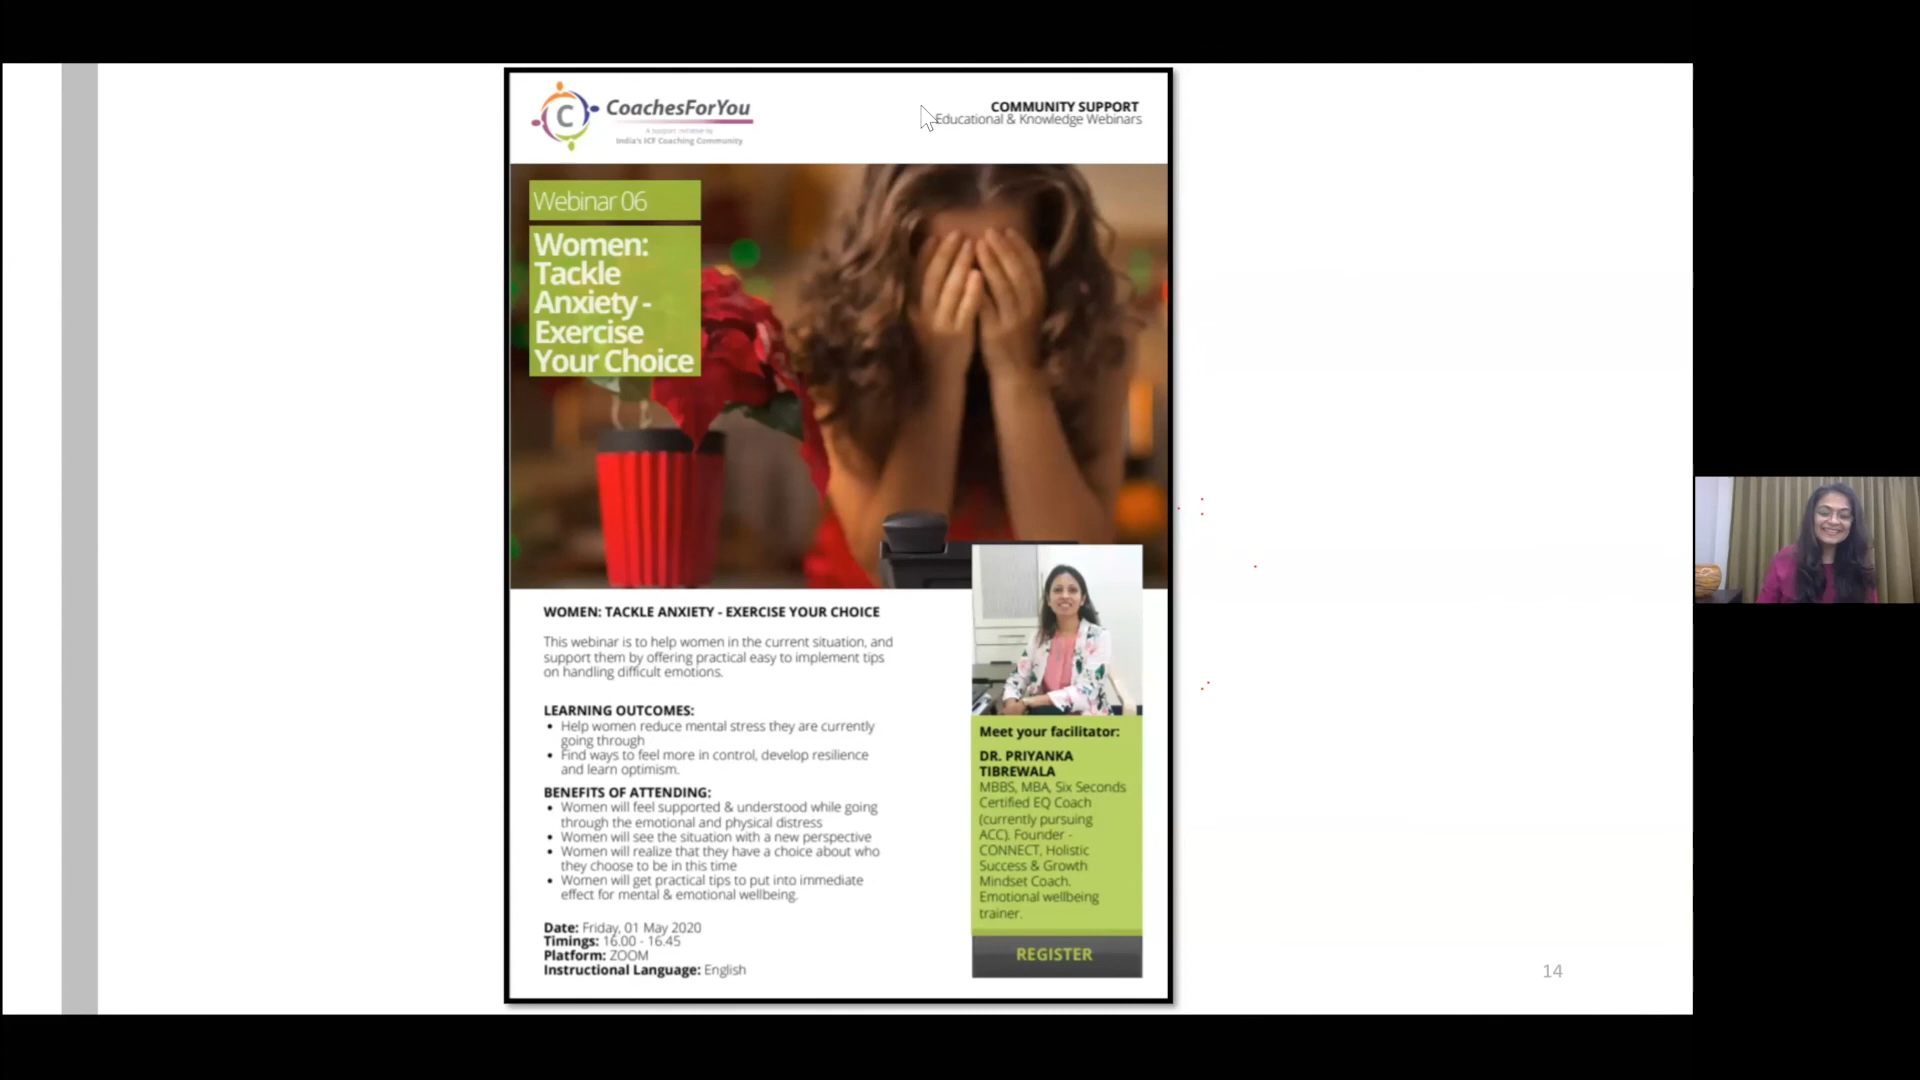 CoachesForYou
A support initiative by
India's ICF Coaching Community
COMMUNITY SUPPORT
Educational & Knowledge Webinars
C
Webinar 06
Women:
Tackle
Anxiety -
Exercise
Your Choice
WOMEN: TACKLE ANXIETY - EXERCISE YOUR CHOICE
This webinar is to help women in the current situation, and
support them by offering practical easy to implement tips
on handling difficult emotions.
LEARNING OUTCOMES:
• Help women reduce mental stress they are currently
going through
• Find ways to feel more in control, develop resilience
and learn optimism.
BENEFITS OF ATTENDING:
• Women will feel supported & understood while going
through the emotional and physical distress
• Women will see the situation with a new perspective
• Women will realize that they have a choice about who
they choose to be in this time
• Women will get practical tips to put into immediate
effect for mental & emotional wellbeing.
Date: Friday, 01 May 2020
Timings: 16.00 - 16.45
Platform: ZOOM
Instructional Language: English
Meet your facilitator:
DR. PRIYANKA
TIBREWALA
MBBS, MBA, Six Seconds
Certified EQ Coach
(currently pursuing
ACC). Founder -
CONNECT, Holistic
Success & Growth
Mindset Coach.
Emotional wellbeing
trainer.
REGISTER
14